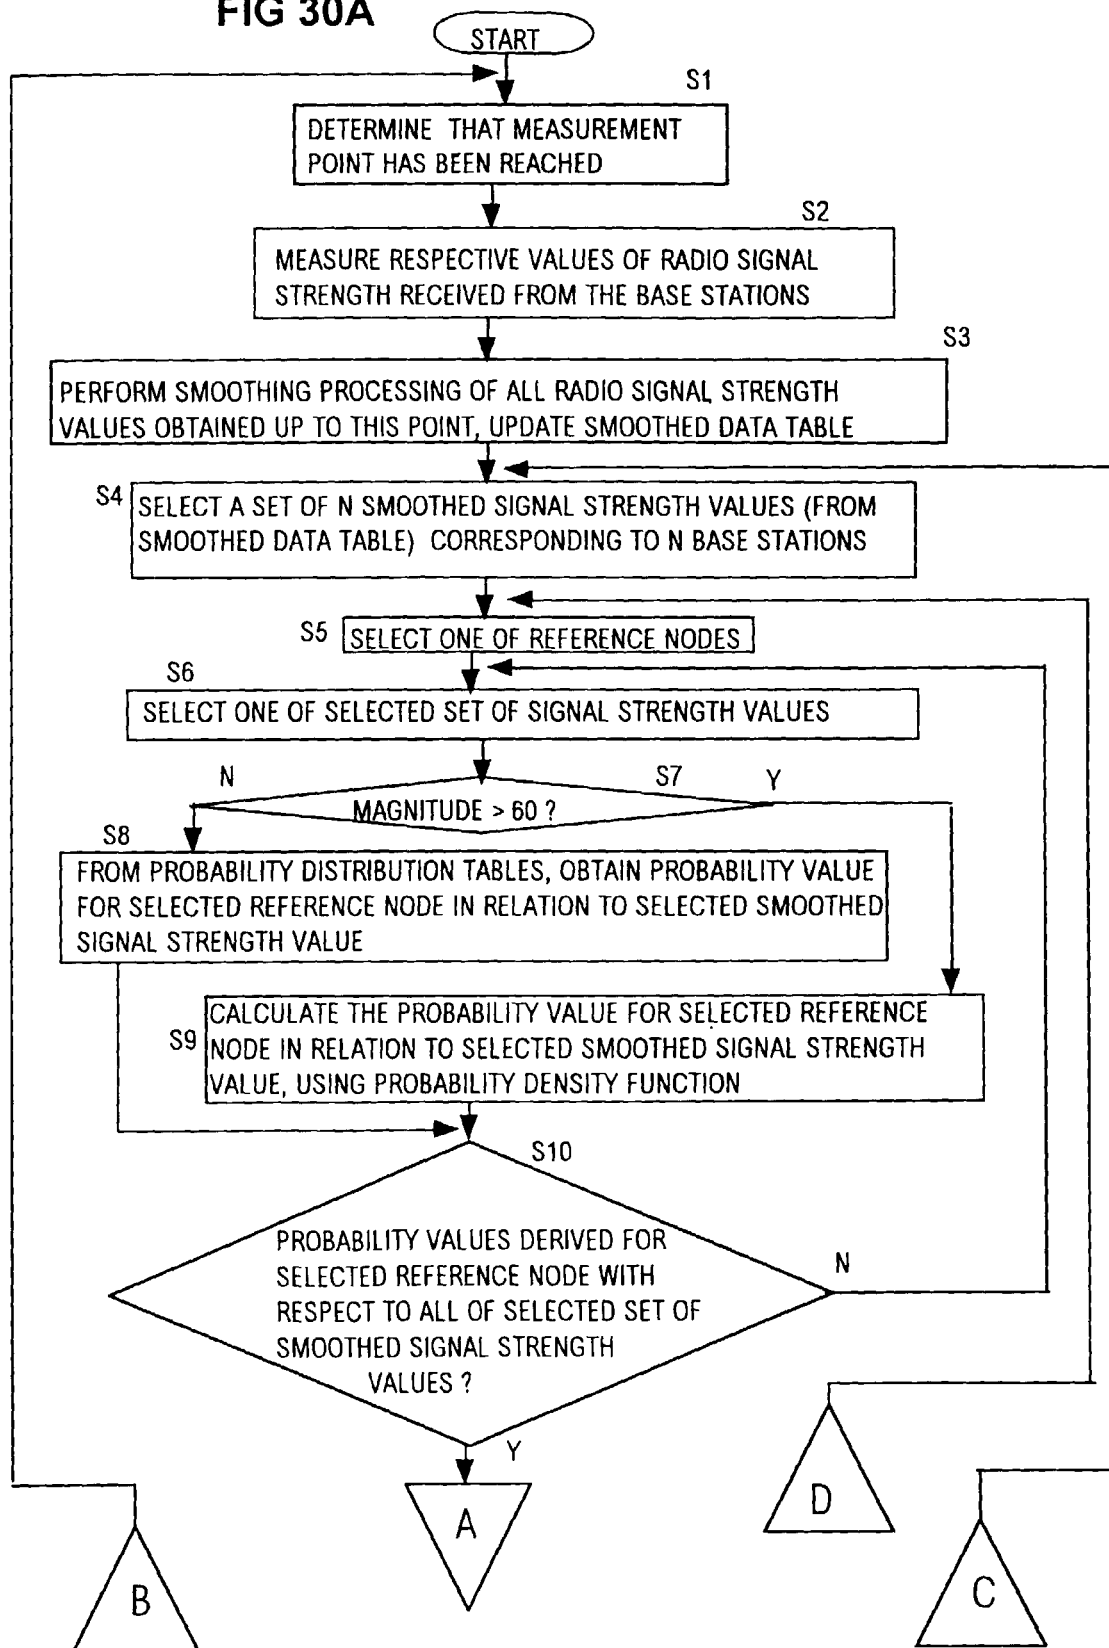 FIG 30A
START
S1
DETERMINE THAT MEASUREMENT
POINT HAS BEEN REACHED
S2
MEASURE RESPECTIVE VALUES OF RADIO SIGNAL
STRENGTH RECEIVED FROM THE BASE STATIONS
S3
PERFORM SMOOTHING PROCESSING OF ALL RADIO SIGNAL STRENGTH
VALUES OBTAINED UP TO THIS POINT, UPDATE SMOOTHED DATA TABLE
S4
SELECT A SET OF N SMOOTHED SIGNAL STRENGTH VALUES (FROM
SMOOTHED DATA TABLE) CORRESPONDING TO N BASE STATIONS
S5
SELECT ONE OF REFERENCE NODES
S6
SELECT ONE OF SELECTED SET OF SIGNAL STRENGTH VALUES
N
S7
Y
MAGNITUDE > 60 ?
S8
FROM PROBABILITY DISTRIBUTION TABLES, OBTAIN PROBABILITY VALUE
FOR SELECTED REFERENCE NODE IN RELATION TO SELECTED SMOOTHED
SIGNAL STRENGTH VALUE
S9
CALCULATE THE PROBABILITY VALUE FOR SELECTED REFERENCE
NODE IN RELATION TO SELECTED SMOOTHED SIGNAL STRENGTH
VALUE, USING PROBABILITY DENSITY FUNCTION
S10
PROBABILITY VALUES DERIVED FOR
SELECTED REFERENCE NODE WITH
RESPECT TO ALL OF SELECTED SET OF
SMOOTHED SIGNAL STRENGTH
VALUES ?
N
Y
A
D
B
C